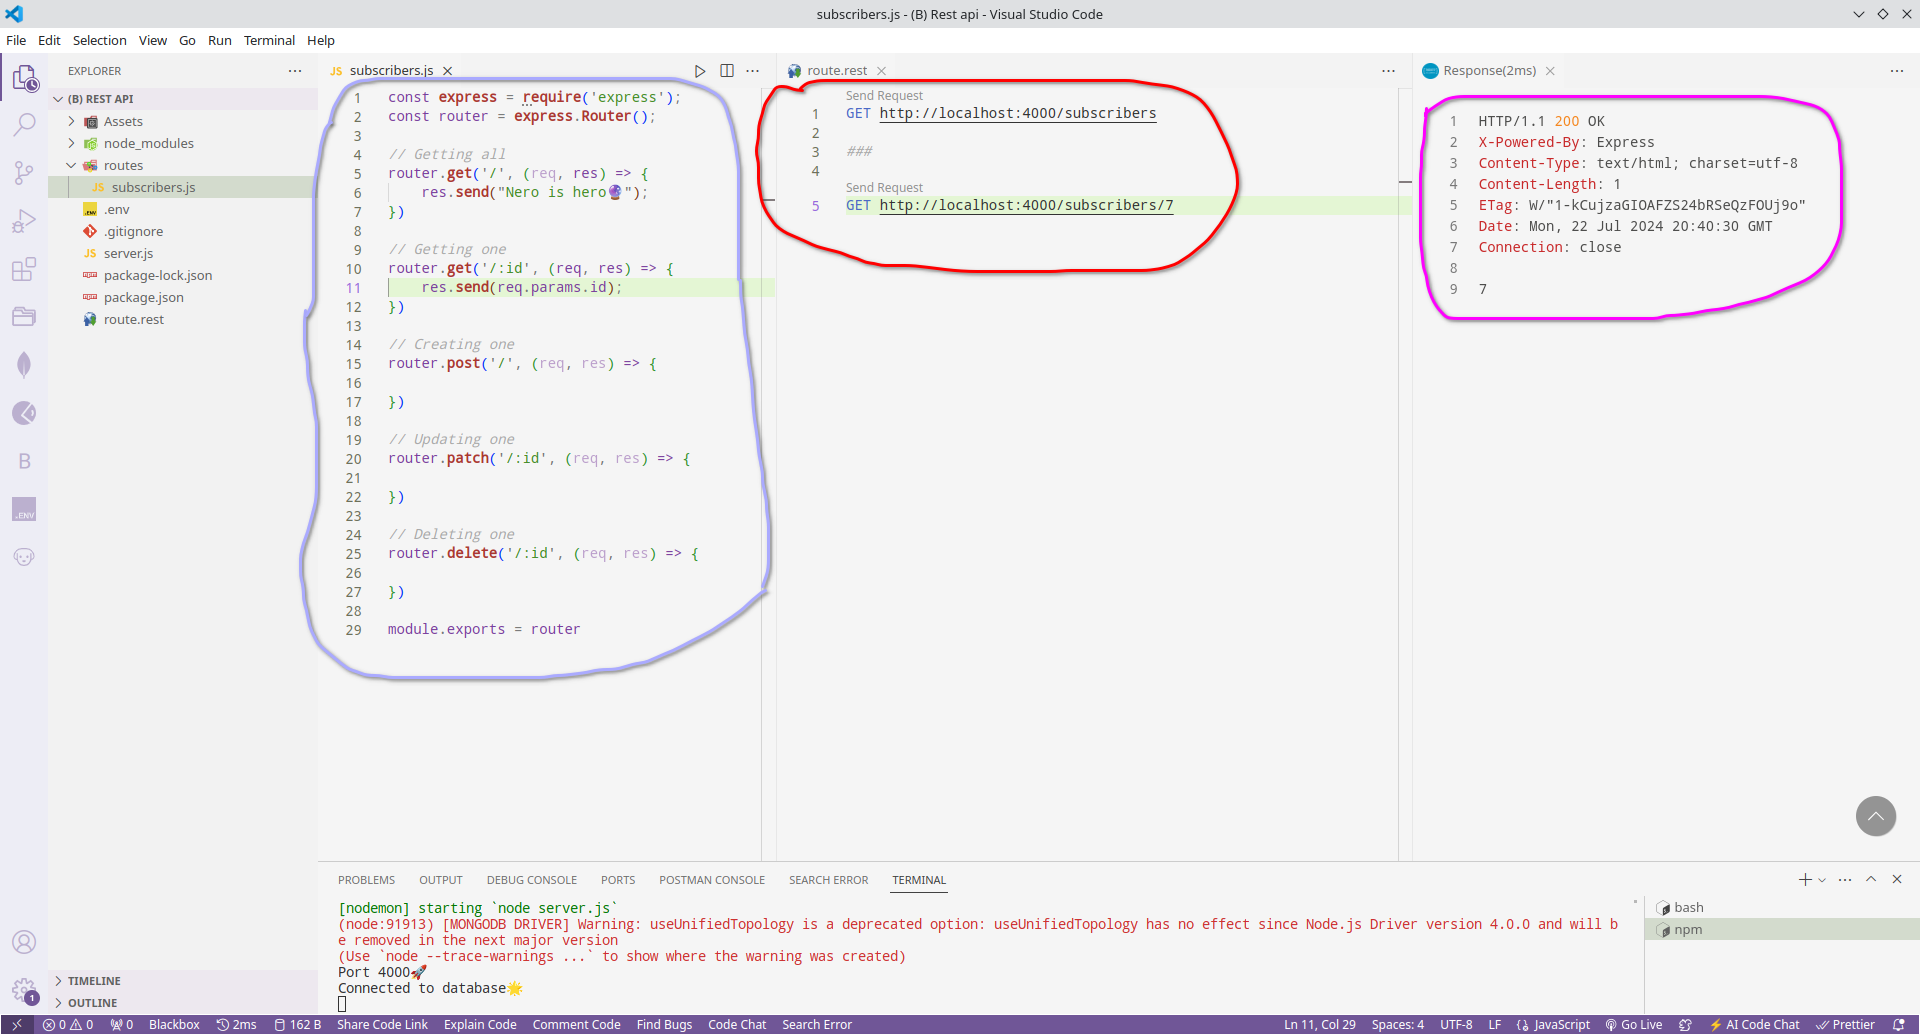 subscribers.js - (B) Rest api - Visual Studio Code
File Edit Selection View Go Run Terminal Help
EXPLORER
(B) REST API
Assets
node_modules
routes
JS subscribers.js
.env
.gitignore
JS server.js
package-lock.json
package.json
route.rest
TIMELINE
OUTLINE
B
.ENV
1
JS subscribers.js
1 const express = require('express');
2 const router = express.Router();
3
4 // Getting all
5 router.get('/', (req, res) => {
6     res.send("Nero is hero🔮");
7 })
8
9 // Getting one
10 router.get('/:id', (req, res) => {
11     res.send(req.params.id);
12 })
13
14 // Creating one
15 router.post('/', (req, res) => {
16
17 })
18
19 // Updating one
20 router.patch('/:id', (req, res) => {
21
22 })
23
24 // Deleting one
25 router.delete('/:id', (req, res) => {
26
27 })
28
29 module.exports = router
route.rest
Send Request
1 GET http://localhost:4000/subscribers
2
3 ###
4
Send Request
5 GET http://localhost:4000/subscribers/7
Response(2ms)
1 HTTP/1.1 200 OK
2 X-Powered-By: Express
3 Content-Type: text/html; charset=utf-8
4 Content-Length: 1
5 ETag: W/"1-kCujzaGIOAFZS24bRSeQzFOUj9o"
6 Date: Mon, 22 Jul 2024 20:40:30 GMT
7 Connection: close
8
9 7
PROBLEMS OUTPUT DEBUG CONSOLE PORTS POSTMAN CONSOLE SEARCH ERROR TERMINAL
[nodemon] starting `node server.js`
(node:91913) [MONGODB DRIVER] Warning: useUnifiedTopology is a deprecated option: useUnifiedTopology has no effect since Node.js Driver version 4.0.0 and will b
e removed in the next major version
(Use `node --trace-warnings ...` to show where the warning was created)
Port 4000🚀
Connected to database🌟
bash
npm
0 0 0 Blackbox 2ms 162 B Share Code Link Explain Code Comment Code Find Bugs Code Chat Search Error Ln 11, Col 29 Spaces: 4 UTF-8 LF {} JavaScript Go Live ⚡ AI Code Chat Prettier